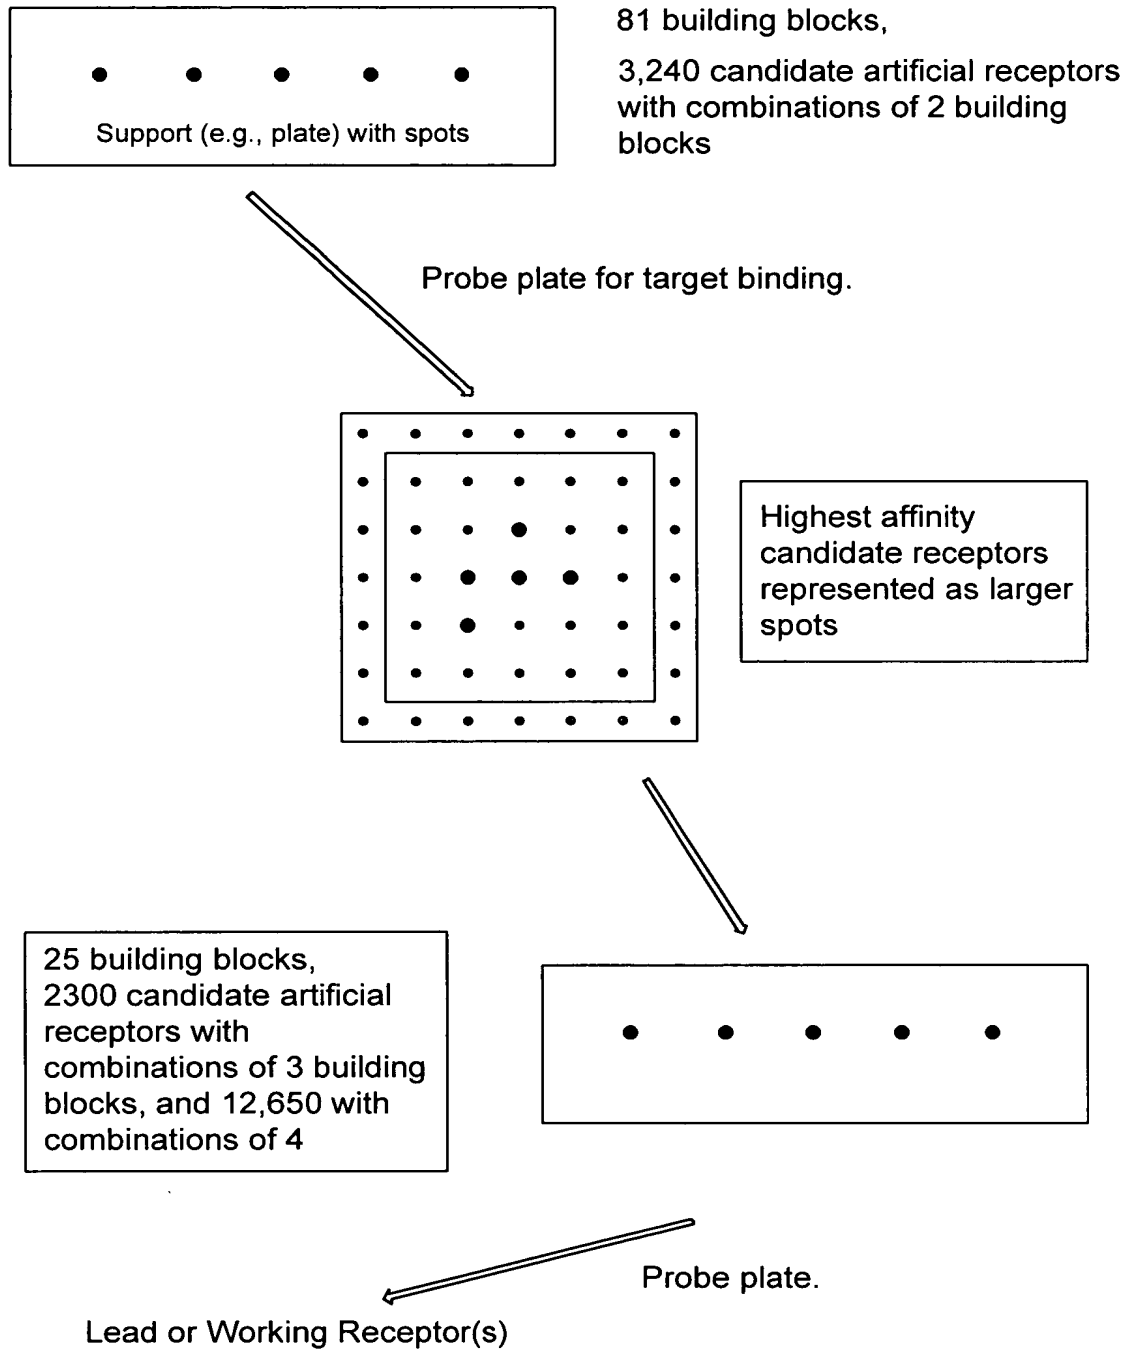 81 building blocks,
3,240 candidate artificial receptors
with combinations of 2 building
blocks
Support (e.g., plate) with spots
Probe plate for target binding.
Highest affinity
candidate receptors
represented as larger
spots
25 building blocks,
2300 candidate artificial
receptors with
combinations of 3 building
blocks, and 12,650 with
combinations of 4
Probe plate.
Lead or Working Receptor(s)